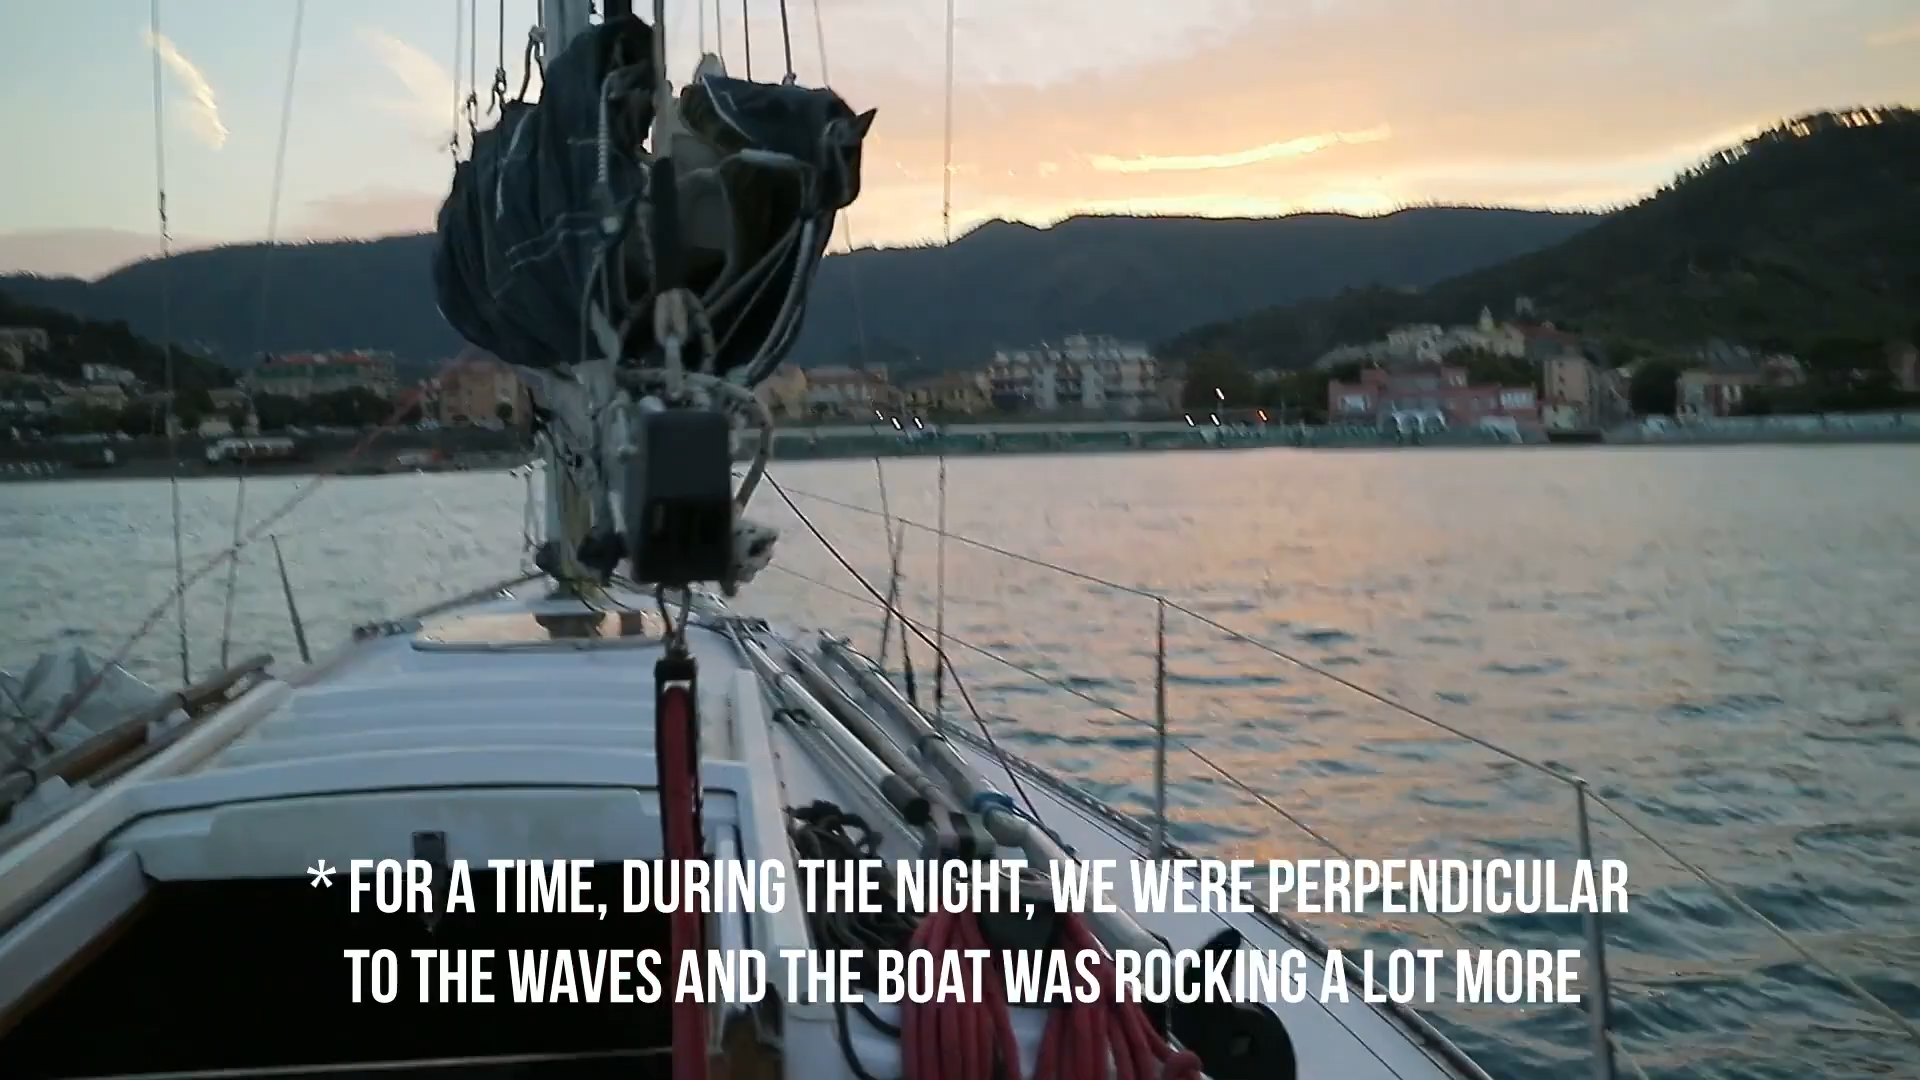 * FOR A TIME, DURING THE NIGHT, WE WERE PERPENDICULAR
TO THE WAVES AND THE BOAT WAS ROCKING A LOT MORE